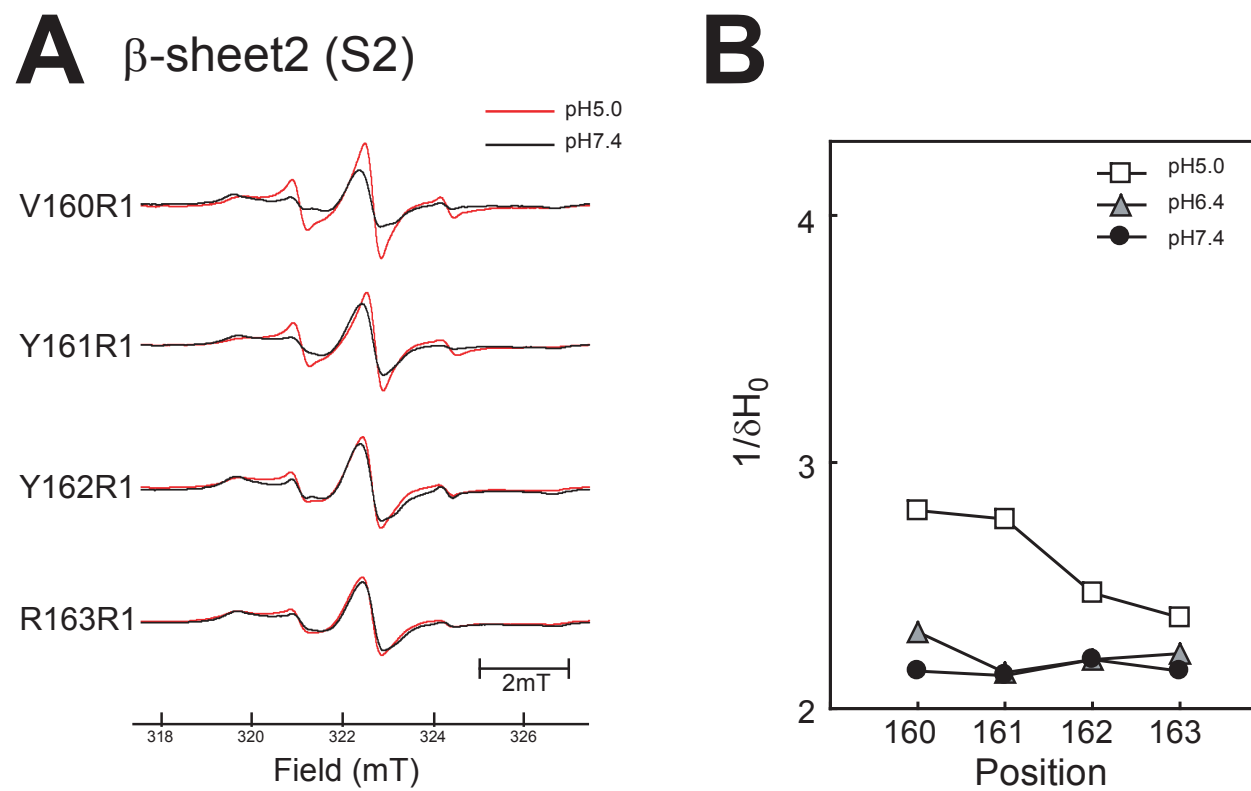 A β-sheet2 (S2)
pH5.0
pH7.4
V160R1
Y161R1
Y162R1
R163R1
2mT
318 320 322 324 326
Field (mT)
B
pH5.0
pH6.4
pH7.4
4
3
2
1/δH₀
160 161 162 163
Position